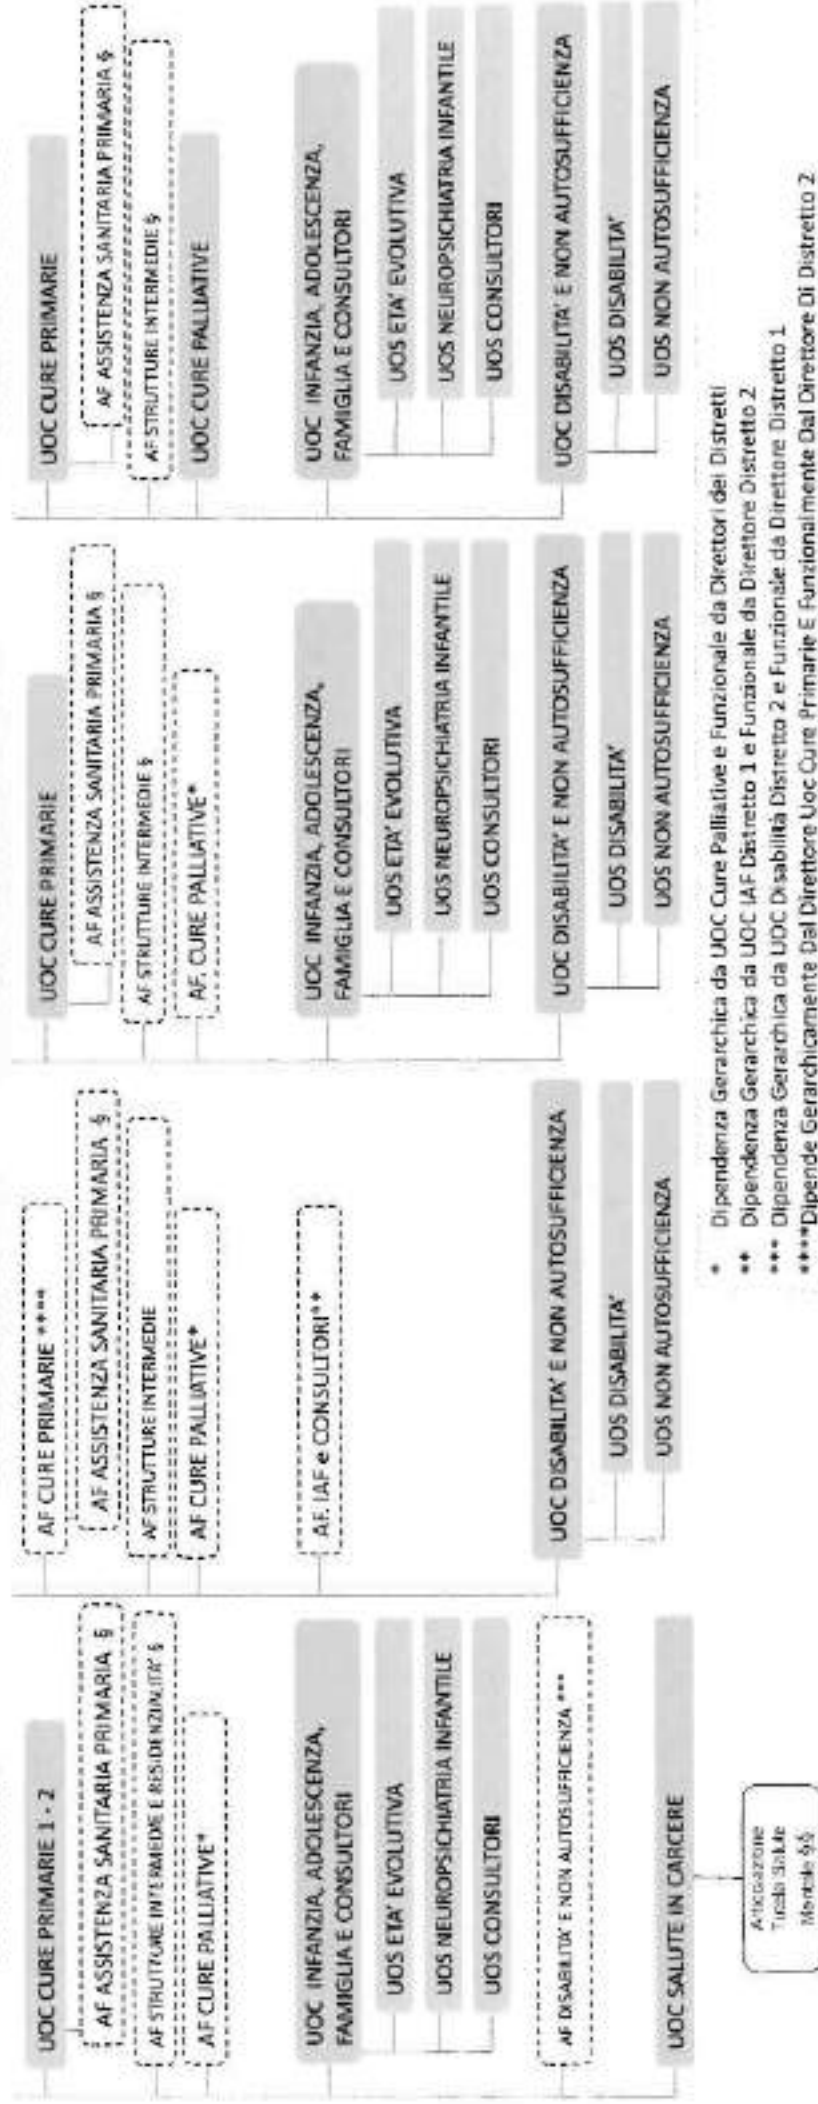 UOC CURE PRIMARIE 1 - 2
AF ASSISTENZA SANITARIA PRIMARIA §
AF STRUTTURE INTERMEDIE E RESIDENZIALITA' §
AF CURE PALLIATIVE*
UOC INFANZIA, ADOLESCENZA,
FAMIGLIA E CONSULTORI
UOS ETA' EVOLUTIVA
UOS NEUROPSICHIATRIA INFANTILE
UOS CONSULTORI
AF DISABILITA' E NON AUTOSUFFICIENZA ***
UOC SALUTE IN CARCERE
Articolazione
Tutela Salute
Mentale §§
AF CURE PRIMARIE ****
AF ASSISTENZA SANITARIA PRIMARIA §
AF STRUTTURE INTERMEDIE
AF CURE PALLIATIVE*
AF. IAF e CONSULTORI**
UOC DISABILITA' E NON AUTOSUFFICIENZA
UOS DISABILITA'
UOS NON AUTOSUFFICIENZA
UOC CURE PRIMARIE
AF ASSISTENZA SANITARIA PRIMARIA §
AF STRUTTURE INTERMEDIE §
AF. CURE PALLIATIVE*
UOC INFANZIA, ADOLESCENZA,
FAMIGLIA E CONSULTORI
UOS ETA' EVOLUTIVA
UOS NEUROPSICHIATRIA INFANTILE
UOS CONSULTORI
UOC DISABILITA' E NON AUTOSUFFICIENZA
UOS DISABILITA'
UOS NON AUTOSUFFICIENZA
UOC CURE PRIMARIE
AF ASSISTENZA SANITARIA PRIMARIA §
AF STRUTTURE INTERMEDIE §
UOC CURE PALLIATIVE
UOC INFANZIA, ADOLESCENZA,
FAMIGLIA E CONSULTORI
UOS ETA' EVOLUTIVA
UOS NEUROPSICHIATRIA INFANTILE
UOS CONSULTORI
UOC DISABILITA' E NON AUTOSUFFICIENZA
UOS DISABILITA'
UOS NON AUTOSUFFICIENZA
* Dipendenza Gerarchica da UOC Cure Palliative e Funzionale da Direttori dei Distretti
** Dipendenza Gerarchica da UOC IAF Distretto 1 e Funzionale da Direttore Distretto 2
*** Dipendenza Gerarchica da UOC Disabilità Distretto 2 e Funzionale da Direttore Distretto 1
****Dipende Gerarchicamente Dal Direttore Uoc Cure Primarie E Funzionalmente Dal Direttore Di Distretto 2